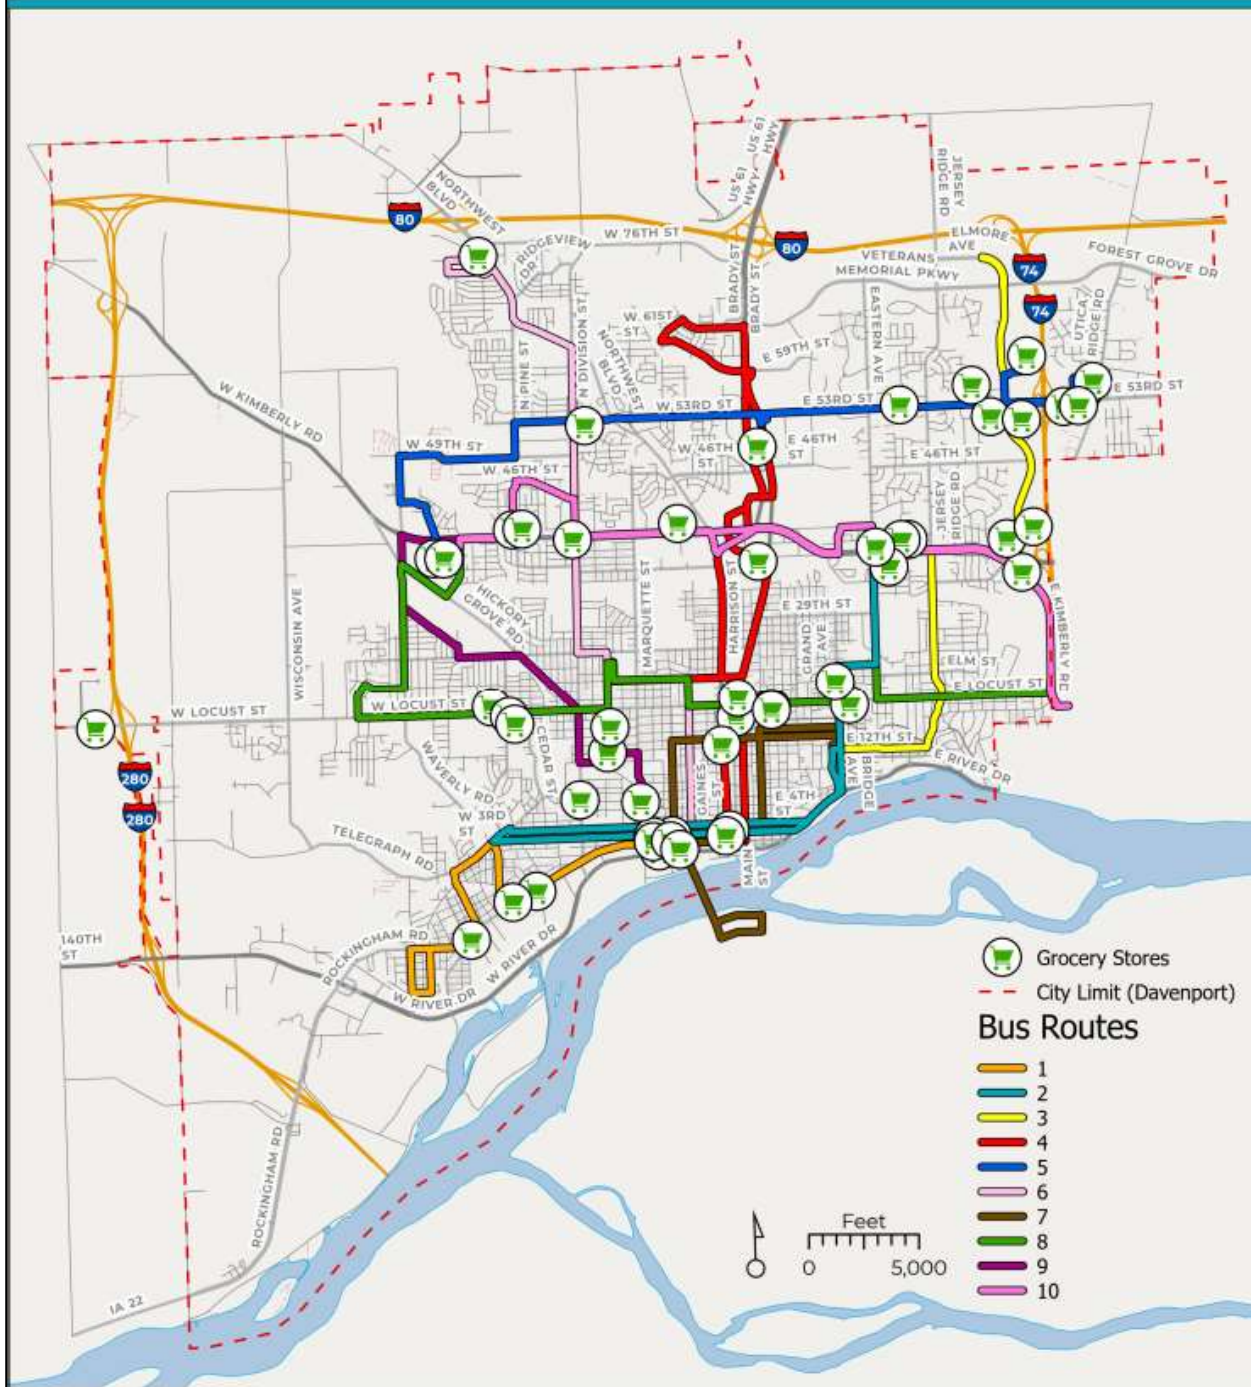 US 61
HWY
US 61
HWY
JERSEY
RIDGE RD
NORTHWEST
BLVD
80
RIDGEVIEW
DR
W 76TH ST
BRADY ST
BRADY ST
80
ELMORE
AVE
VETERANS
MEMORIAL PKWY
74
FOREST GROVE DR
74
UTICA
RIDGE RD
EASTERN AVE
W 61ST
ST
E 59TH ST
N PINE ST
N DIVISION ST
NORTHWEST
BLVD
W KIMBERLY RD
W 53RD ST
E 53RD ST
E 53RD ST
W 49TH ST
W 46TH
ST
E 46TH
ST
E 46TH ST
W 46TH ST
JERSEY
RIDGE RD
WISCONSIN AVE
HICKORY
GROVE RD
MARQUETTE ST
HARRISON ST
E 29TH ST
GRAND
AVE
E KIMBERLY RD
ELM ST
E LOCUST ST
W LOCUST ST
W LOCUST ST
E 12TH ST
E RIVER DR
CEDAR ST
WAVERLY RD
GAINES
ST
E 4TH
ST
BRIDGE
AVE
280
280
W 3RD
ST
TELEGRAPH RD
MAIN
ST
140TH
ST
ROCKINGHAM RD
W RIVER DR
W RIVER DR
ROCKINGHAM RD
IA 22
Grocery Stores
City Limit (Davenport)
Bus Routes
1
2
3
4
5
6
7
8
9
10
Feet
0 5,000